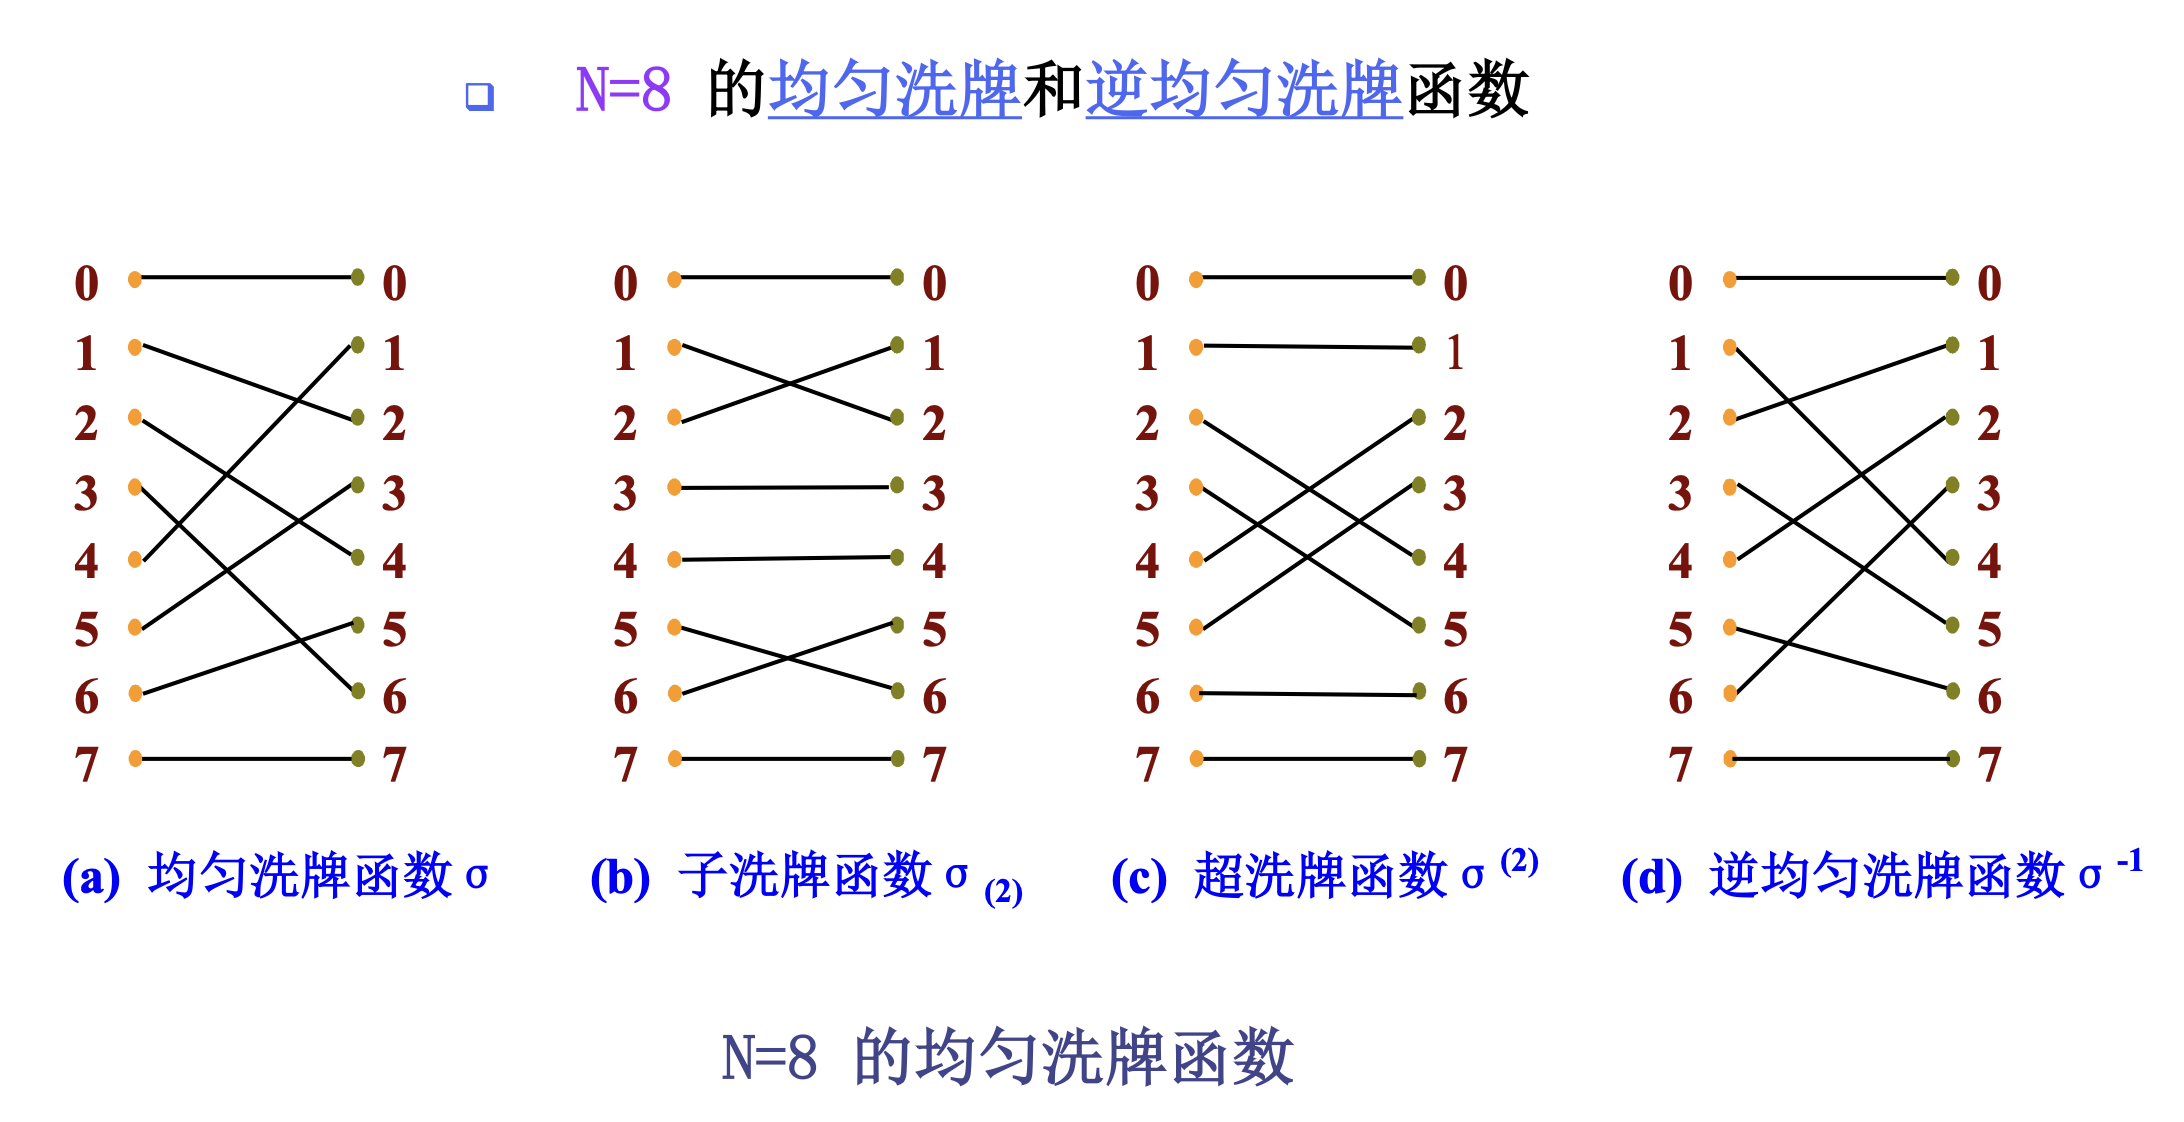 ❑ N=8 的均匀洗牌和逆均匀洗牌函数
0 0 0 0 0 0 0 0
1 1 1 1 1 1 1 1
2 2 2 2 2 2 2 2
3 3 3 3 3 3 3 3
4 4 4 4 4 4 4 4
5 5 5 5 5 5 5 5
6 6 6 6 6 6 6 6
7 7 7 7 7 7 7 7
(a) 均匀洗牌函数 σ (b) 子洗牌函数 σ (2) (c) 超洗牌函数 σ (2) (d) 逆均匀洗牌函数 σ -1
N=8 的均匀洗牌函数